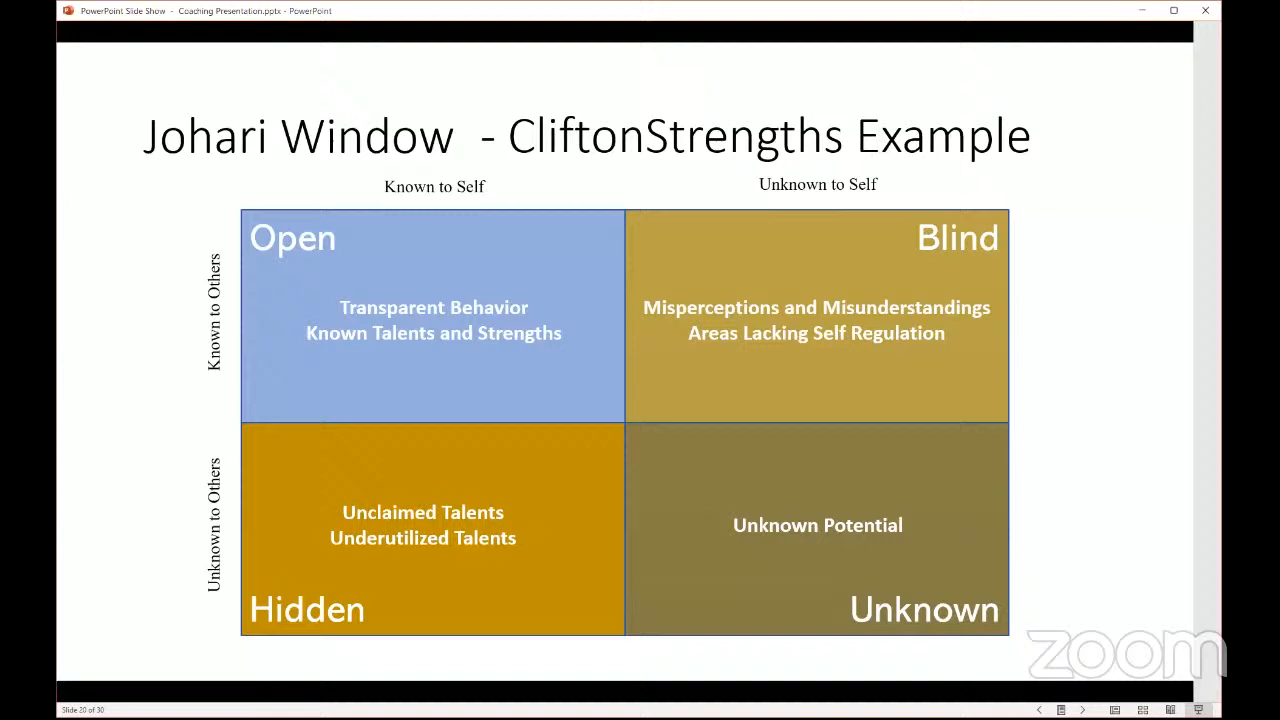 PowerPoint Slide Show - Coaching Presentation.pptx - PowerPoint
Johari Window - CliftonStrengths Example
Known to Self
Unknown to Self
Known to Others
Open
Transparent Behavior
Known Talents and Strengths
Blind
Misperceptions and Misunderstandings
Areas Lacking Self Regulation
Unknown to Others
Unclaimed Talents
Underutilized Talents
Hidden
Unknown Potential
Unknown
zoom
Slide 20 of 30